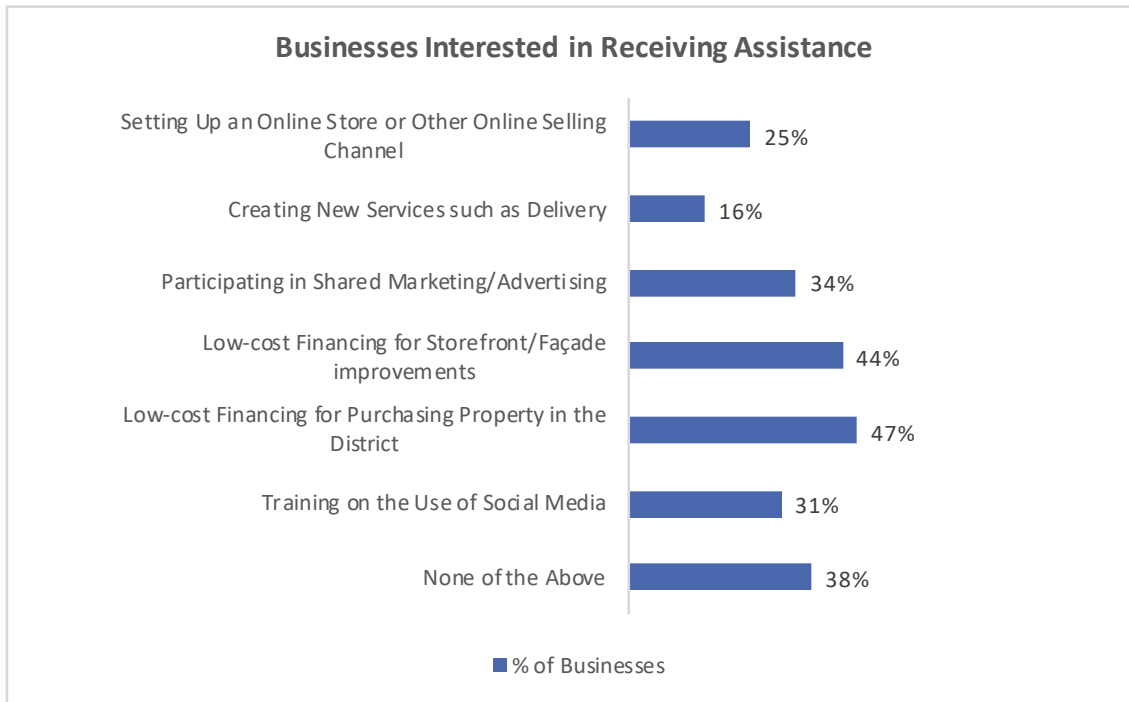 Businesses Interested in Receiving Assistance
Setting Up an Online Store or Other Online Selling
Channel
25%
Creating New Services such as Delivery
16%
Participating in Shared Marketing/Advertising
34%
Low-cost Financing for Storefront/Façade
improvements
44%
Low-cost Financing for Purchasing Property in the
District
47%
Training on the Use of Social Media
31%
None of the Above
38%
% of Businesses